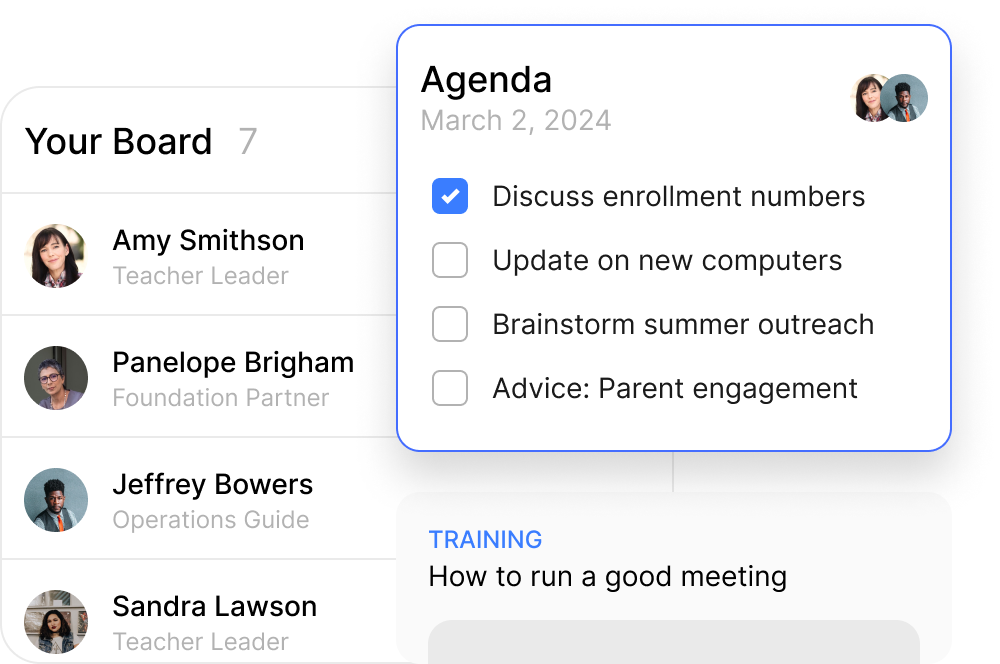 Your Board 7
Amy Smithson
Teacher Leader
Panelope Brigham
Foundation Partner
Jeffrey Bowers
Operations Guide
Sandra Lawson
Teacher Leader
Agenda
March 2, 2024
Discuss enrollment numbers
Update on new computers
Brainstorm summer outreach
Advice: Parent engagement
TRAINING
How to run a good meeting